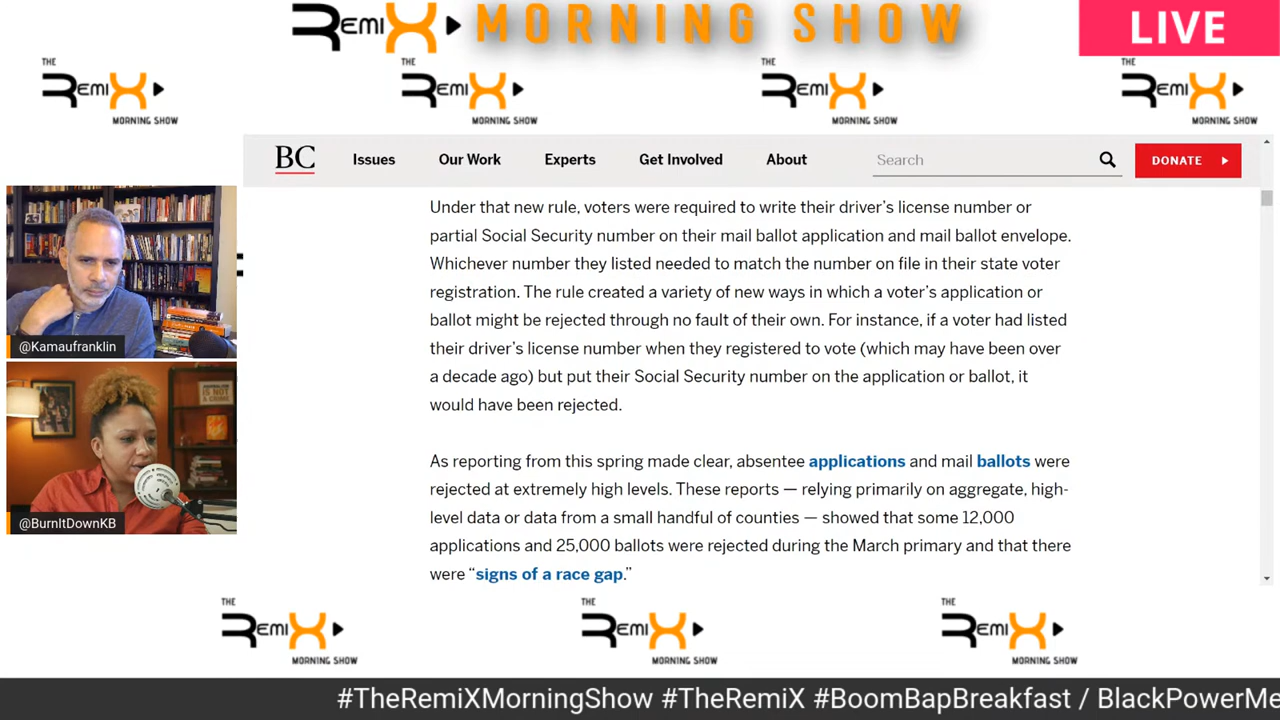 REMIX MORNING SHOW
LIVE
THE
REMIX
MORNING SHOW
THE
REMIX
MORNING SHOW
THE
REMIX
MORNING SHOW
THE
REMIX
MORNING SHOW
BC
Issues
Our Work
Experts
Get Involved
About
Search
DONATE
Under that new rule, voters were required to write their driver's license number or
partial Social Security number on their mail ballot application and mail ballot envelope.
Whichever number they listed needed to match the number on file in their state voter
registration. The rule created a variety of new ways in which a voter's application or
ballot might be rejected through no fault of their own. For instance, if a voter had listed
their driver's license number when they registered to vote (which may have been over
a decade ago) but put their Social Security number on the application or ballot, it
would have been rejected.
As reporting from this spring made clear, absentee applications and mail ballots were
rejected at extremely high levels. These reports — relying primarily on aggregate, high-
level data or data from a small handful of counties — showed that some 12,000
applications and 25,000 ballots were rejected during the March primary and that there
were “signs of a race gap.”
@Kamaufranklin
JOURNALISM
IS NOT
A CRIME
@BurnItDownKB
THE
REMIX
MORNING SHOW
THE
REMIX
MORNING SHOW
THE
REMIX
MORNING SHOW
#TheRemiXMorningShow #TheRemiX #BoomBapBreakfast / BlackPowerMe